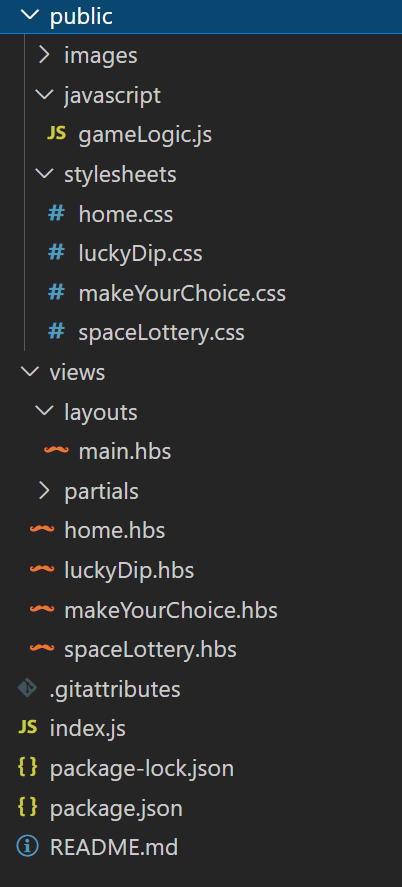 public
images
javascript
JS gameLogic.js
stylesheets
# home.css
# luckyDip.css
# makeYourChoice.css
# spaceLottery.css
views
layouts
main.hbs
partials
home.hbs
luckyDip.hbs
makeYourChoice.hbs
spaceLottery.hbs
.gitattributes
JS index.js
{} package-lock.json
{} package.json
README.md